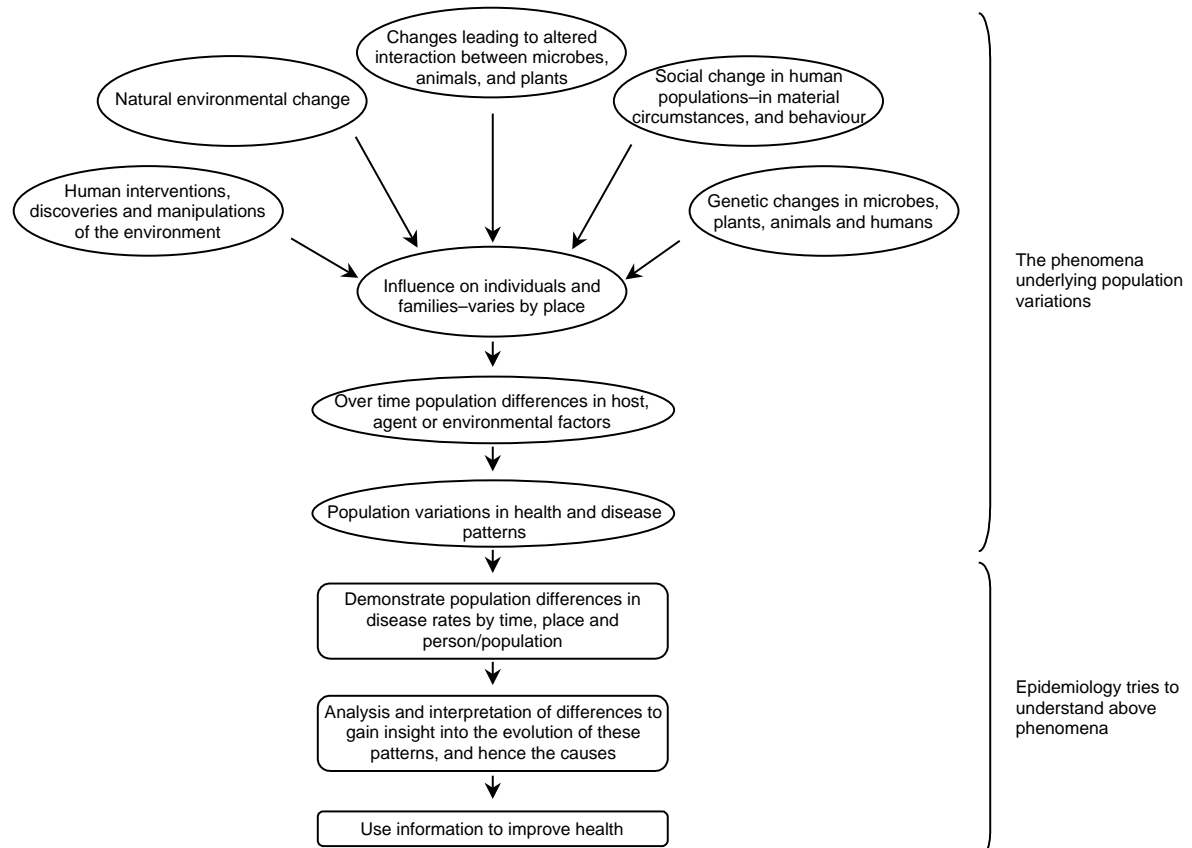 Changes leading to altered
interaction between microbes,
animals, and plants
Natural environmental change
Social change in human
populations–in material
circumstances, and behaviour
Human interventions,
discoveries and manipulations
of the environment
Genetic changes in microbes,
plants, animals and humans
Influence on individuals and
families–varies by place
The phenomena
underlying population
variations
Over time population differences in host,
agent or environmental factors
Population variations in health and disease
patterns
Demonstrate population differences in
disease rates by time, place and
person/population
Analysis and interpretation of differences to
gain insight into the evolution of these
patterns, and hence the causes
Epidemiology tries to
understand above
phenomena
Use information to improve health